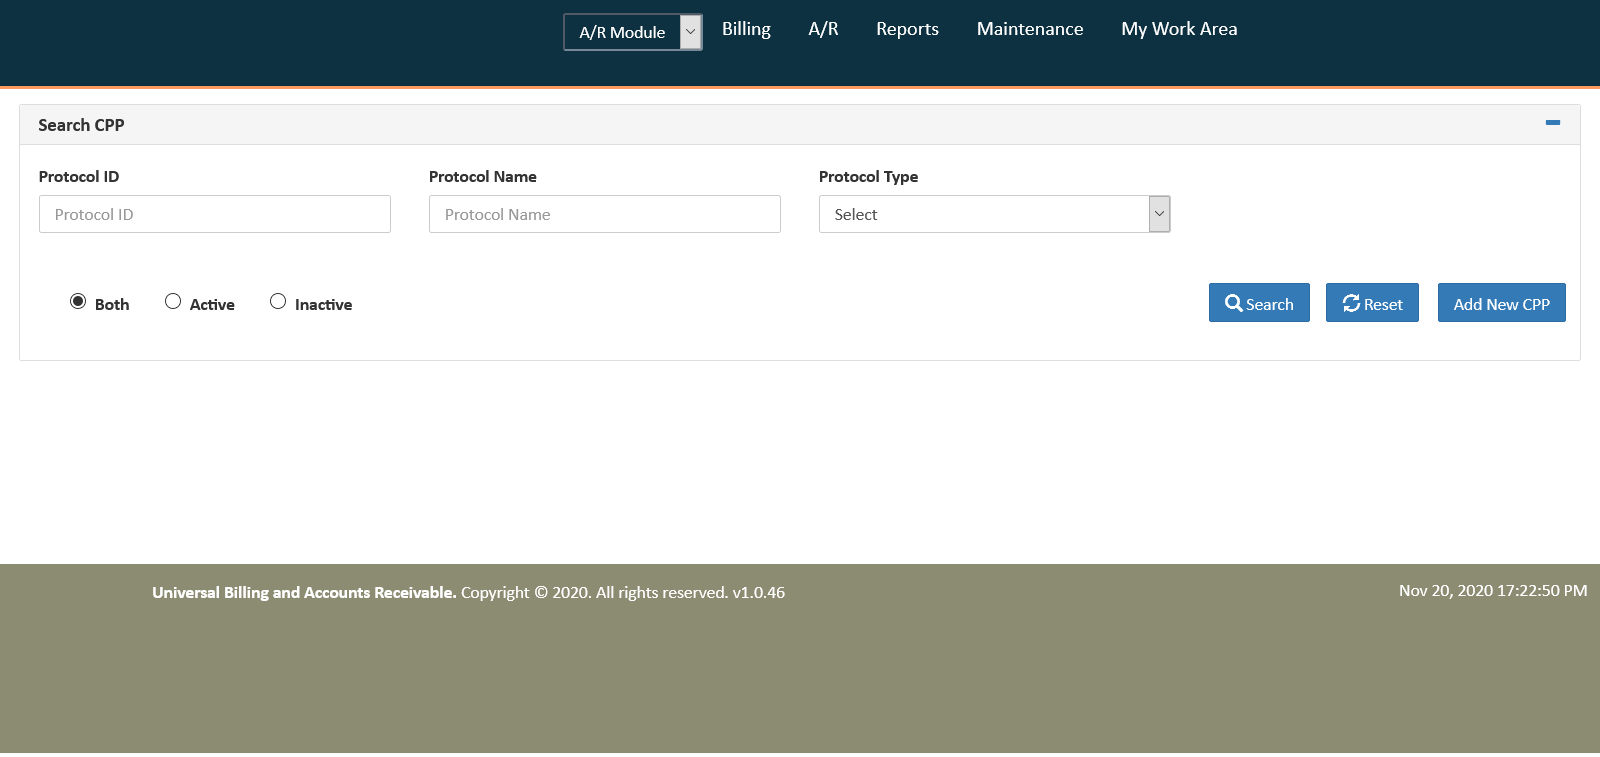 A/R Module Billing A/R Reports Maintenance My Work Area
Search CPP
Protocol ID Protocol Name Protocol Type
Protocol ID Protocol Name Select
Both Active Inactive Search Reset Add New CPP
Universal Billing and Accounts Receivable. Copyright © 2020. All rights reserved. v1.0.46 Nov 20, 2020 17:22:50 PM